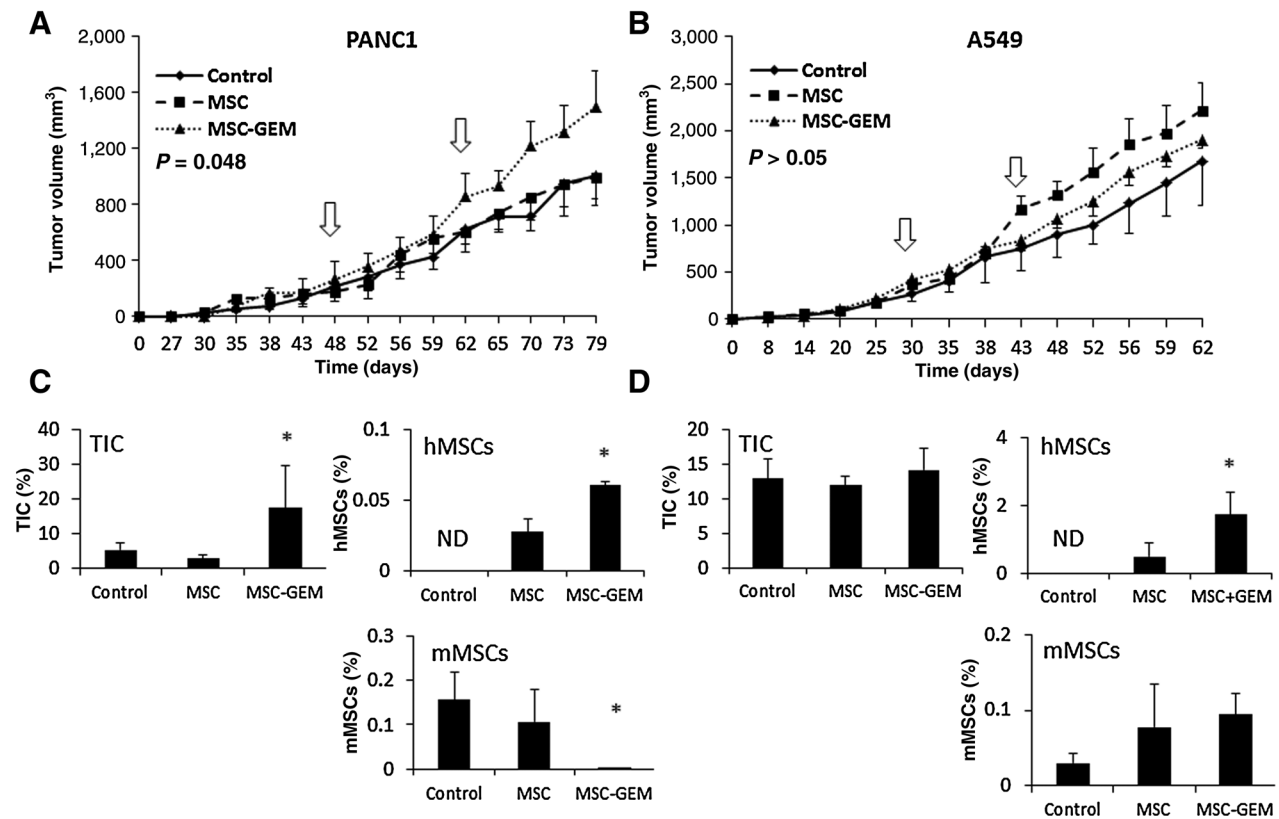 A
PANC1
Tumor volume (mm³)
2,000
1,600
1,200
800
400
0
Control
MSC
MSC-GEM
P = 0.048
0 27 30 35 38 43 48 52 56 59 62 65 70 73 79
Time (days)
B
A549
Tumor volume (mm³)
3,000
2,500
2,000
1,500
1,000
500
0
Control
MSC
MSC-GEM
P > 0.05
0 8 14 20 25 30 35 38 43 48 52 56 59 62
Time (days)
C
TIC
TIC (%)
40
30
20
10
0
*
Control MSC MSC-GEM
hMSCs
hMSCs (%)
0.1
0.05
0
ND
*
Control MSC MSC-GEM
mMSCs
mMSCs (%)
0.3
0.2
0.1
0
*
Control MSC MSC-GEM
D
TIC
TIC (%)
20
15
10
5
0
Control MSC MSC-GEM
hMSCs
hMSCs (%)
4
2
0
ND
*
Control MSC MSC+GEM
mMSCs
mMSCs (%)
0.2
0.1
0
Control MSC MSC-GEM